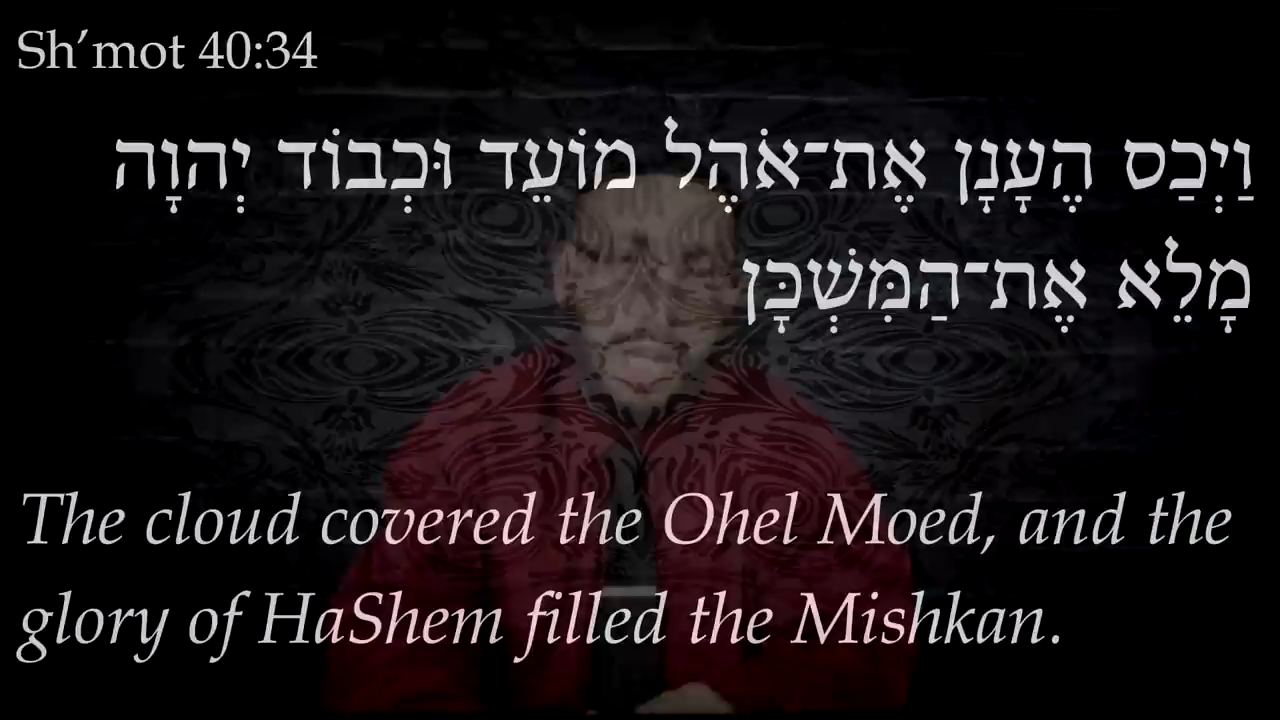 Sh’mot 40:34
וַיְכַס הֶעָנָן אֶת־אֹהֶל מוֹעֵד וּכְבוֹד יְהוָה
מָלֵא אֶת־הַמִּשְׁכָּן
The cloud covered the Ohel Moed, and the
glory of HaShem filled the Mishkan.